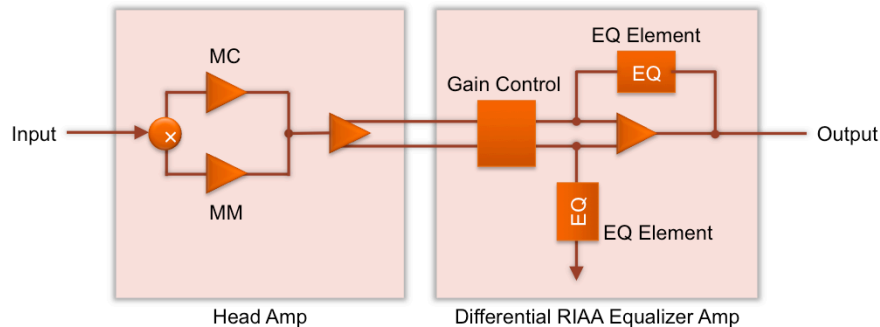 MC
EQ Element
EQ
Gain Control
Input
×
Output
MM
EQ
EQ Element
Head Amp
Differential RIAA Equalizer Amp